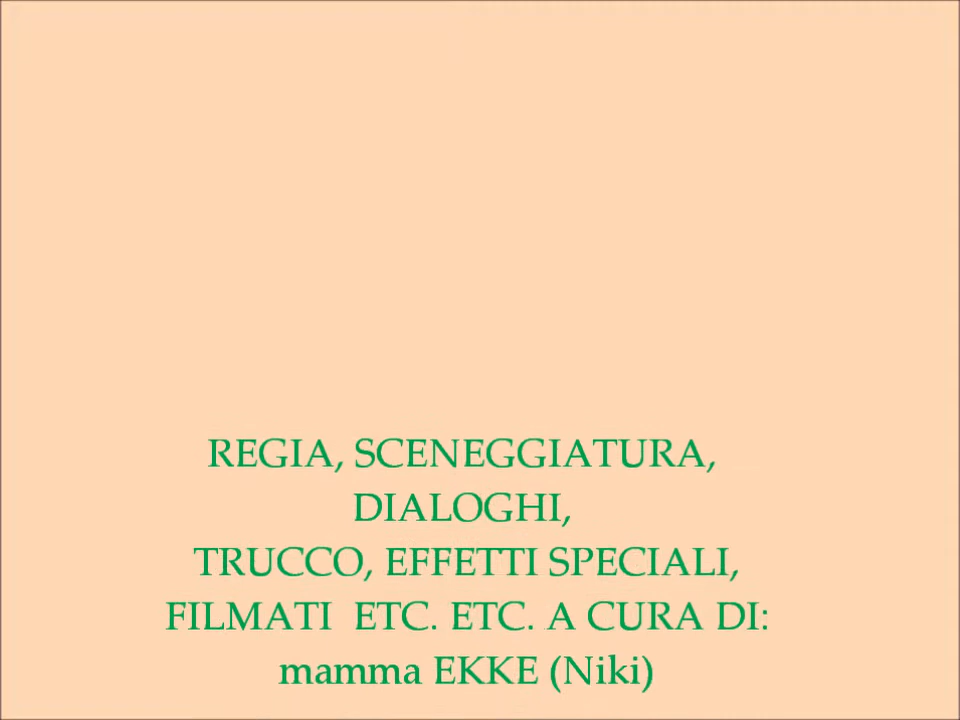 REGIA, SCENEGGIATURA,
DIALOGHI,
TRUCCO, EFFETTI SPECIALI,
FILMATI  ETC. ETC. A CURA DI:
mamma EKKE (Niki)